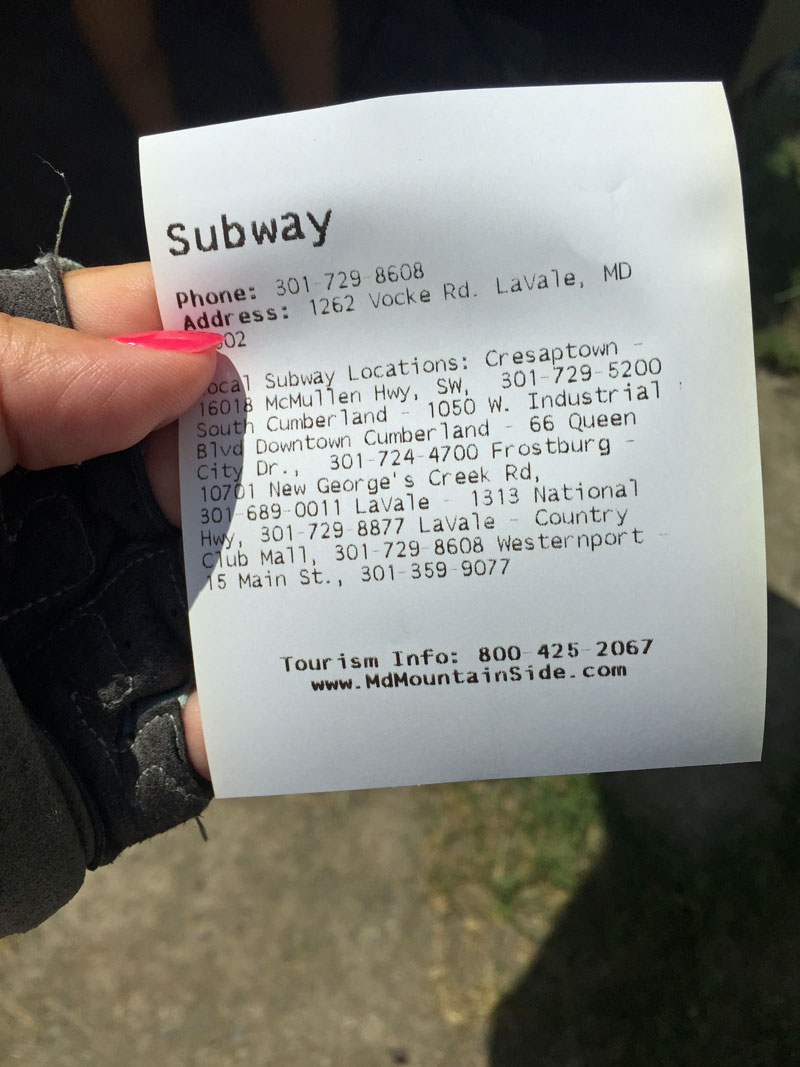 Subway
Phone: 301-729-8608
Address: 1262 Vocke Rd. LaVale, MD
02
Local Subway Locations: Cresaptown -
16018 McMullen Hwy, SW, 301-729-5200
South Cumberland - 1050 W. Industrial
Blvd Downtown Cumberland - 66 Queen
City Dr., 301-724-4700 Frostburg -
10701 New George's Creek Rd,
301-689-0011 LaVale - 1313 National
Hwy, 301-729-8877 LaVale - Country
Club Mall, 301-729-8608 Westernport -
15 Main St., 301-359-9077
Tourism Info: 800-425-2067
www.MdMountainSide.com